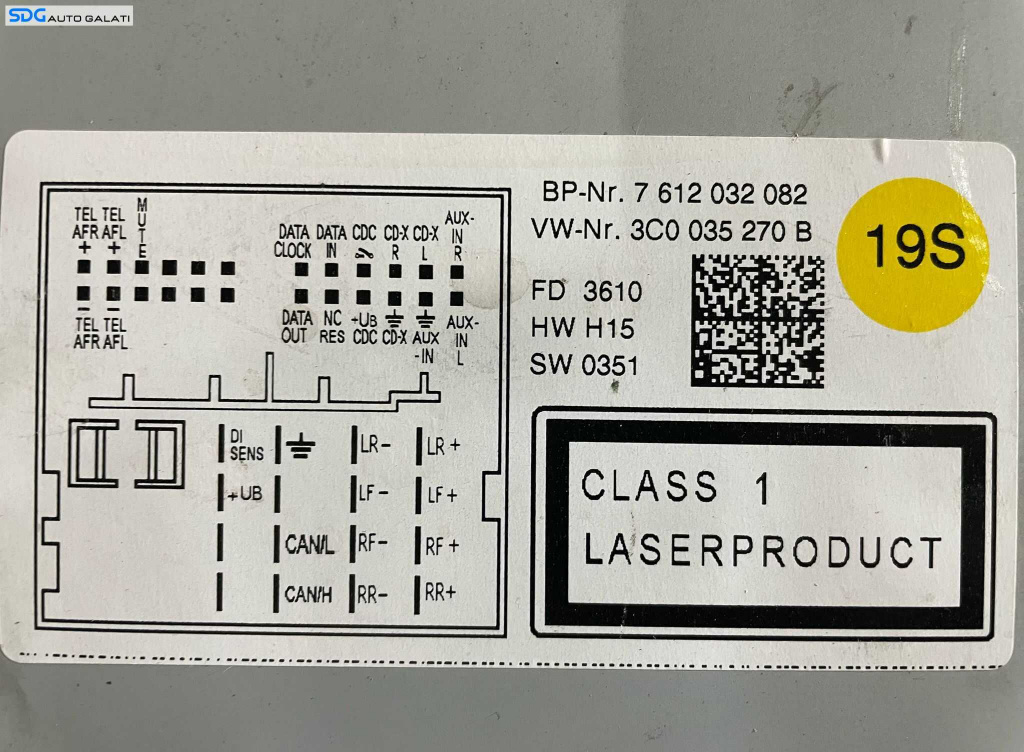 SDG AUTO GALATI
BP-Nr. 7 612 032 082
VW-Nr. 3C0 035 270 B
19S
FD 3610
HW H15
SW 0351
MUTE
TEL TEL
AFR AFL
+ +
- -
TEL TEL
AFR AFL
DATA CLOCK
DATA IN
CDC
CD-X R
CD-X L
AUX-IN R
DATA OUT
NC RES
+UB CDC
CD-X
AUX-IN
AUX-IN L
DI SENS
LR- LR+
+UB LF- LF+
CAN/L RF- RF+
CAN/H RR- RR+
CLASS 1
LASERPRODUCT